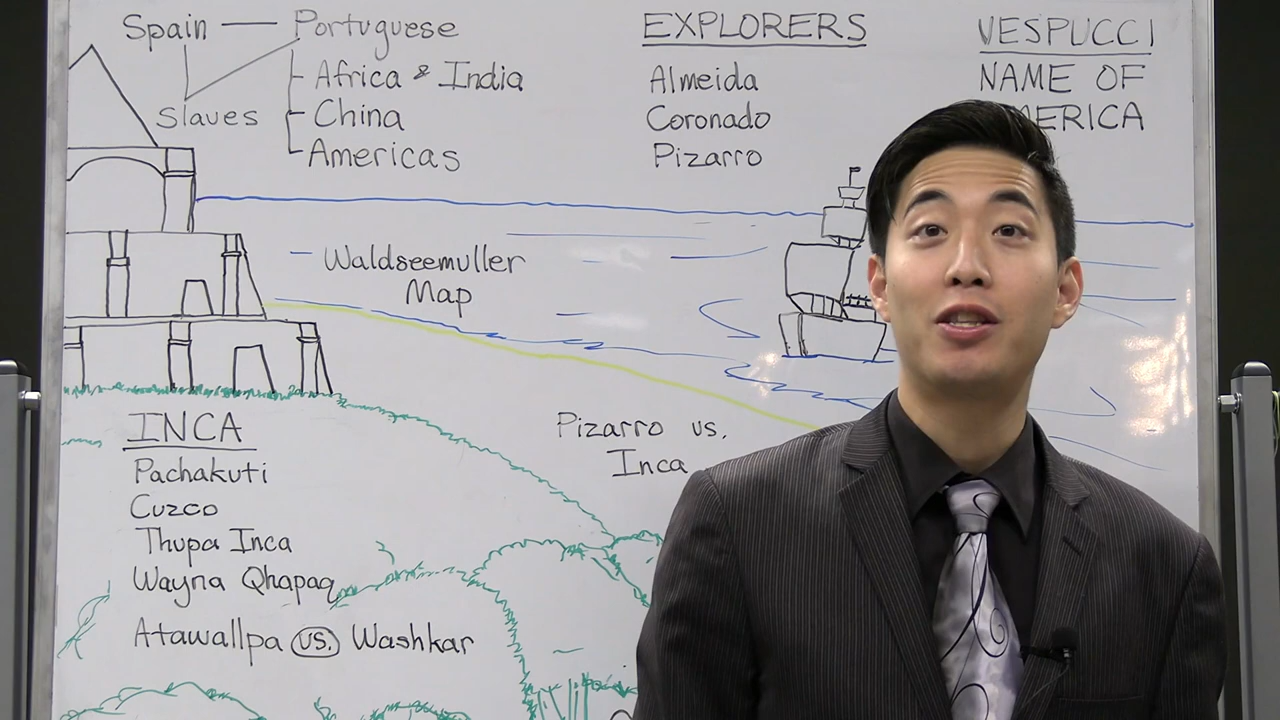 Spain — Portuguese
Slaves
Africa & India
China
Americas
EXPLORERS
Almeida
Coronado
Pizarro
VESPUCCI
NAME OF
MERICA
– Waldseemuller
Map
Pizarro vs.
Inca
INCA
Pachakuti
Cuzco
Thupa Inca
Wayna Qhapaq
Atawallpa vs. Washkar